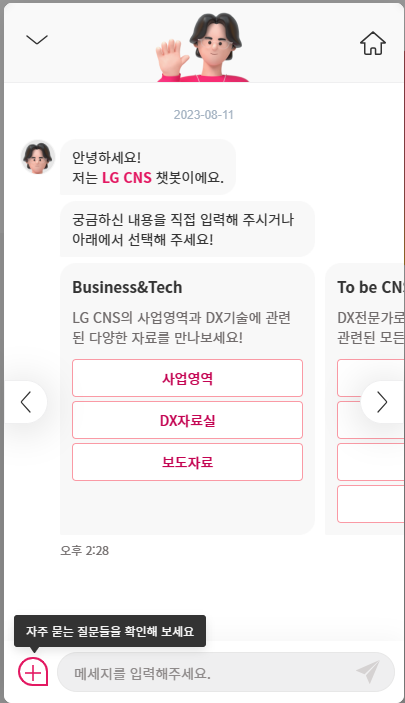 2023-08-11
안녕하세요!
저는 LG CNS 챗봇이에요.
궁금하신 내용을 직접 입력해 주시거나
아래에서 선택해 주세요!
Business&Tech
LG CNS의 사업영역과 DX기술에 관련
된 다양한 자료를 만나보세요!
사업영역
DX자료실
보도자료
To be CN
DX전문가로
관련된 모든
오후 2:28
자주 묻는 질문들을 확인해 보세요
메세지를 입력해주세요.